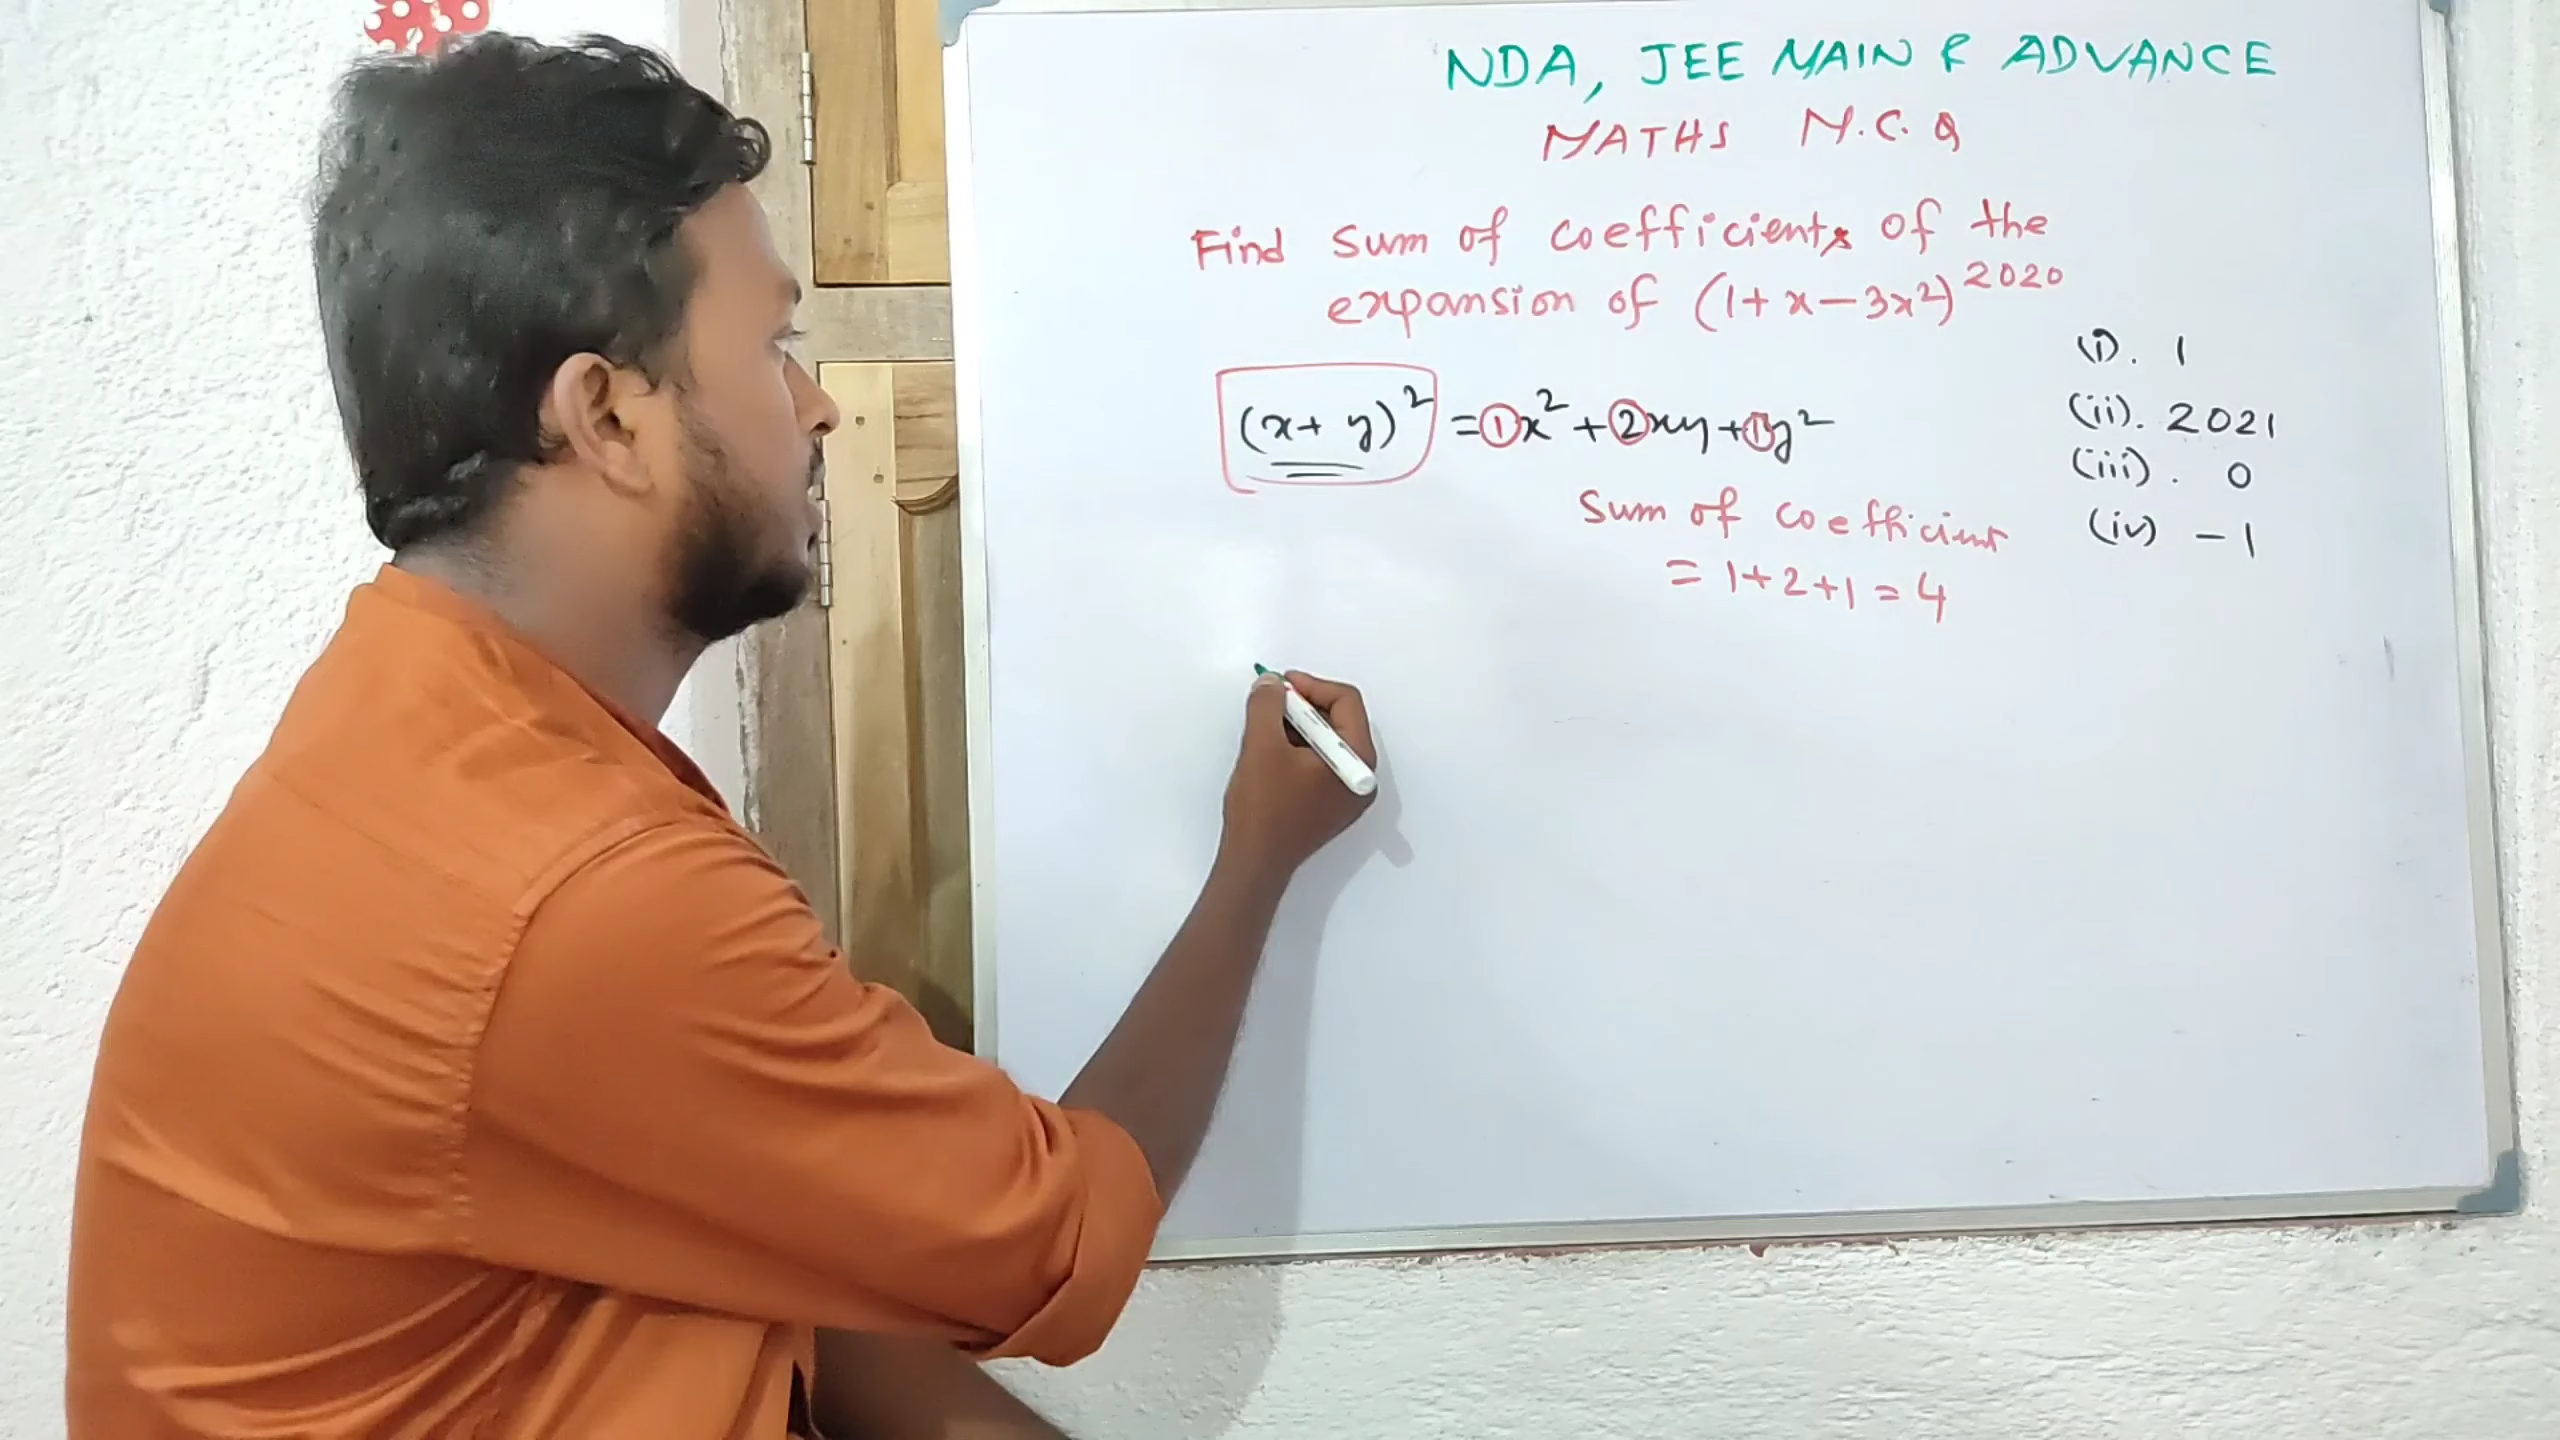 NDA, JEE MAIN & ADVANCE
MATHS M.C.Q
Find sum of coefficients of the
expansion of (1+x-3x²)²⁰²⁰
(x+y)² = 1x² + 2xy + 1y²
Sum of coefficient
= 1+2+1 = 4
(i). 1
(ii). 2021
(iii). 0
(iv) -1